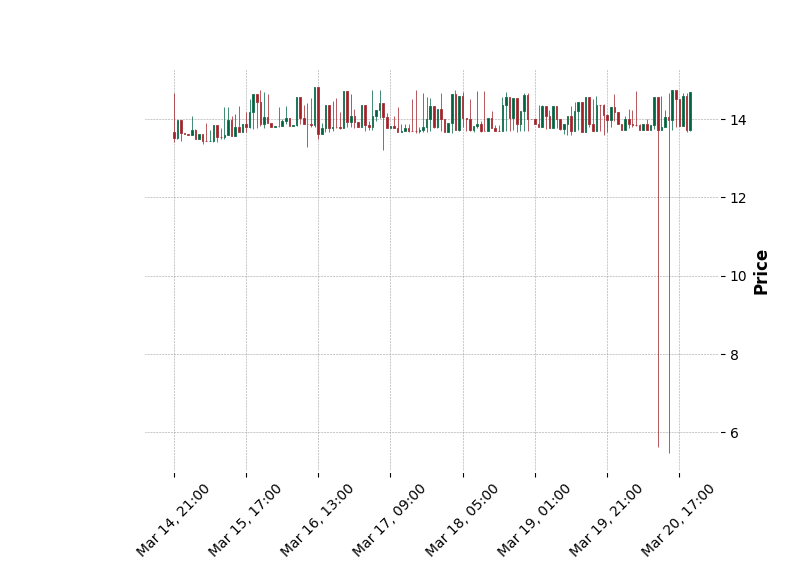 14
12
10
8
6
Price
Mar 14, 21:00
Mar 15, 17:00
Mar 16, 13:00
Mar 17, 09:00
Mar 18, 05:00
Mar 19, 01:00
Mar 19, 21:00
Mar 20, 17:00